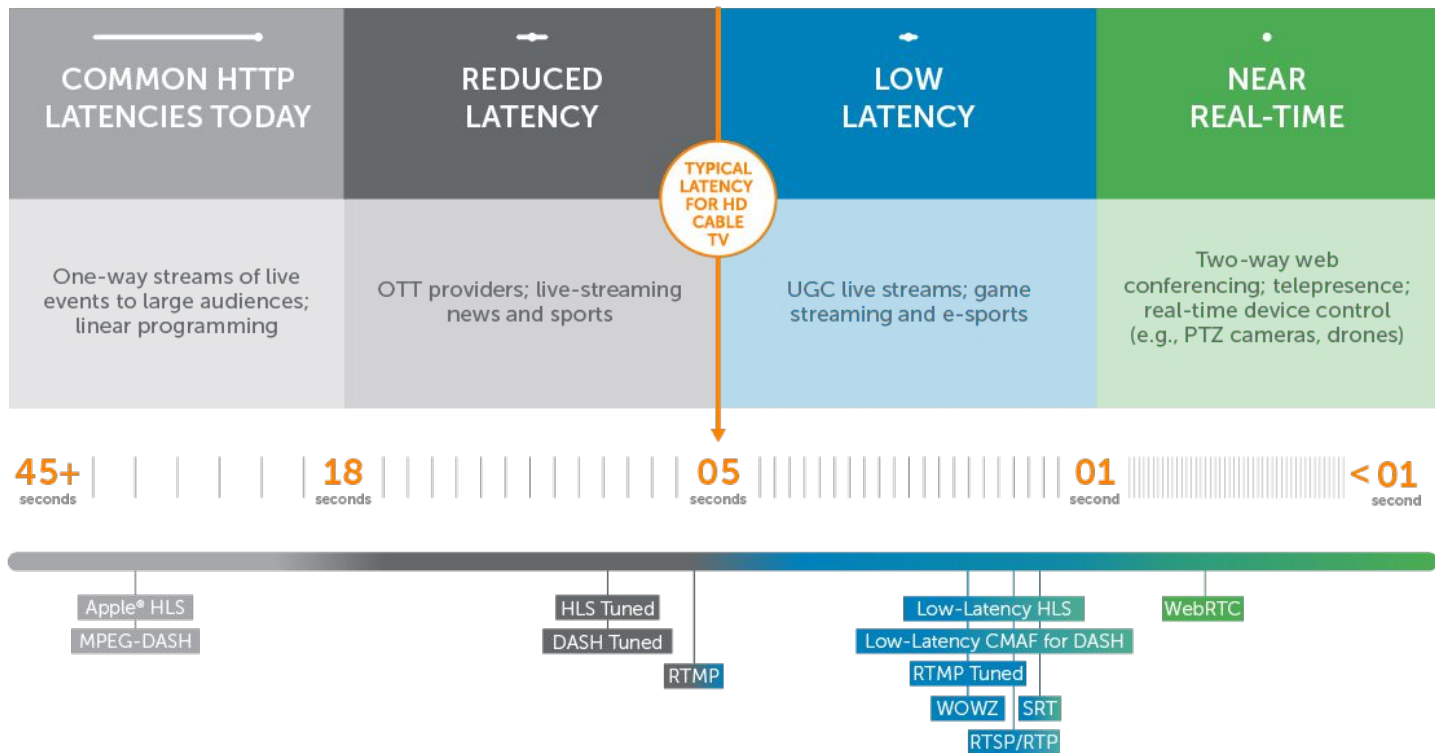 COMMON HTTP
LATENCIES TODAY
REDUCED
LATENCY
LOW
LATENCY
NEAR
REAL-TIME
TYPICAL
LATENCY
FOR HD
CABLE
TV
One-way streams of live
events to large audiences;
linear programming
OTT providers; live-streaming
news and sports
UGC live streams; game
streaming and e-sports
Two-way web
conferencing; telepresence;
real-time device control
(e.g., PTZ cameras, drones)
45+
seconds
18
seconds
05
seconds
01
second
< 01
second
Apple® HLS
MPEG-DASH
HLS Tuned
DASH Tuned
RTMP
Low-Latency HLS
Low-Latency CMAF for DASH
RTMP Tuned
WOWZ
SRT
RTSP/RTP
WebRTC